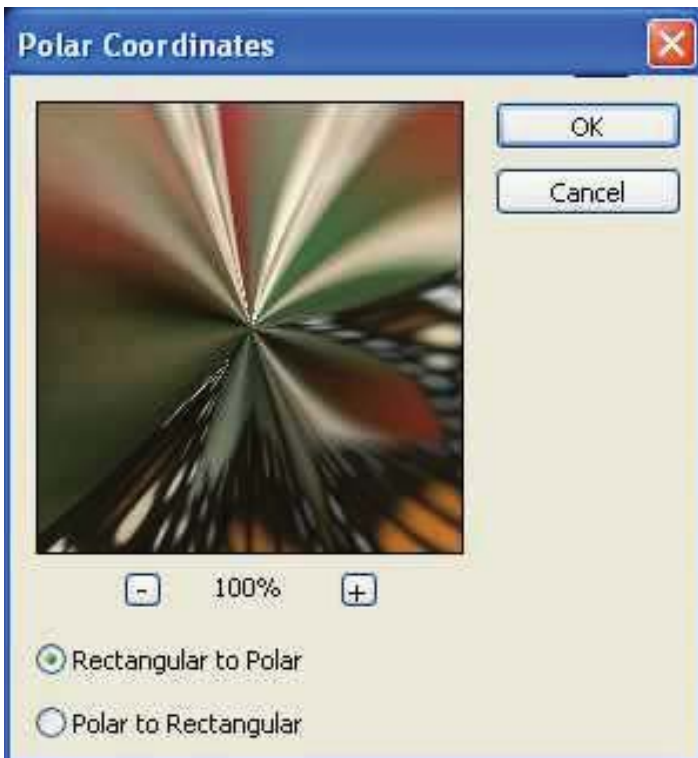 Polar Coordinates
OK
Cancel
- 100% +
Rectangular to Polar
Polar to Rectangular